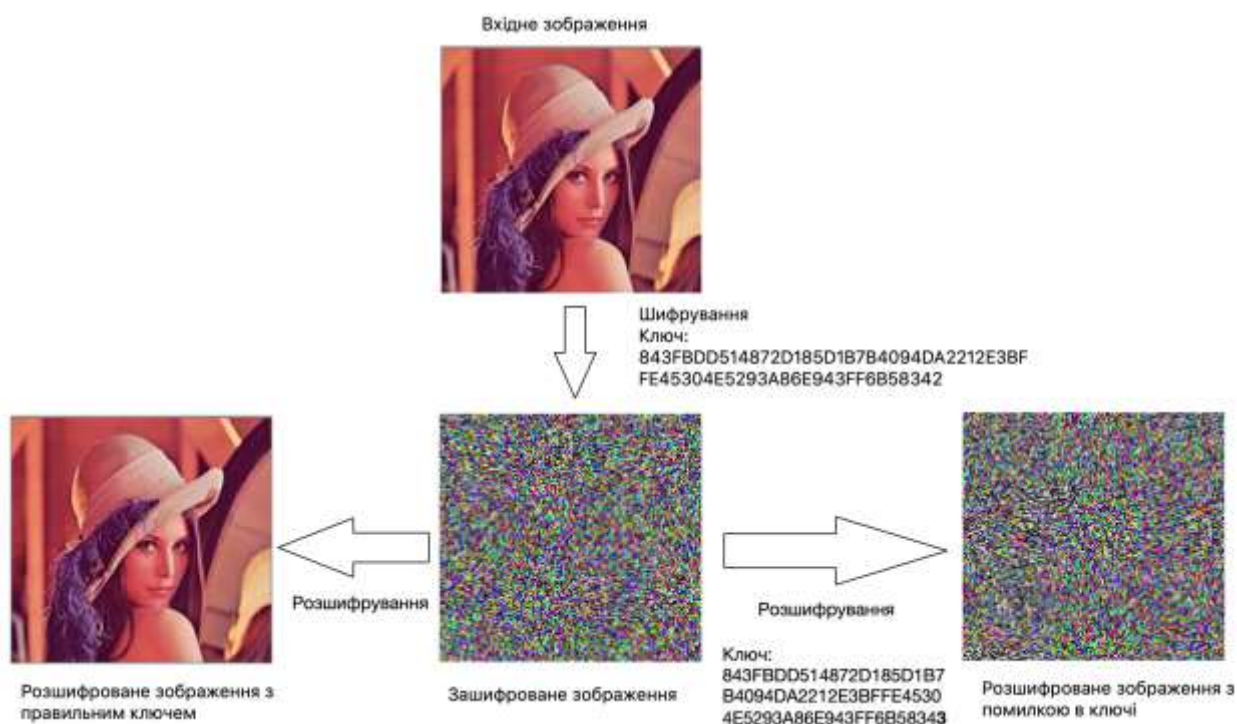 Вхідне зображення
Шифрування
Ключ:
843FBDD514872D185D1B7B4094DA2212E3BF
FE45304E5293A86E943FF6B58342
Розшифрування
Розшифрування
Ключ:
843FBDD514872D185D1B7
B4094DA2212E3BFFE4530
4E5293A86E943FF6B58343
Розшифроване зображення з
правильним ключем
Зашифроване зображення
Розшифроване зображення з
помилкою в ключі